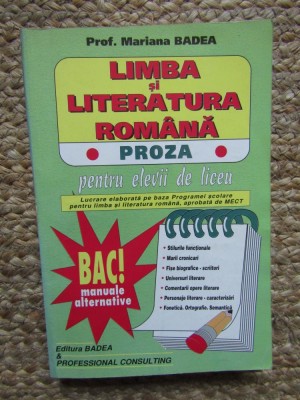 Prof. Mariana BADEA
LIMBA
și
LITERATURA
ROMÂNĂ
PROZA
pentru elevii de liceu
Lucrare elaborată pe baza Programei școlare
pentru limba și literatura română, aprobată de MECT
BAC!
manuale
alternative
• Stilurile funcționale
• Marii cronicari
• Fișe biografice - scriitori
• Universuri literare
• Comentarii opere literare
• Personaje literare - caracterizări
• Fonetică, Ortografie, Semantică
Editura BADEA
&
PROFESSIONAL CONSULTING